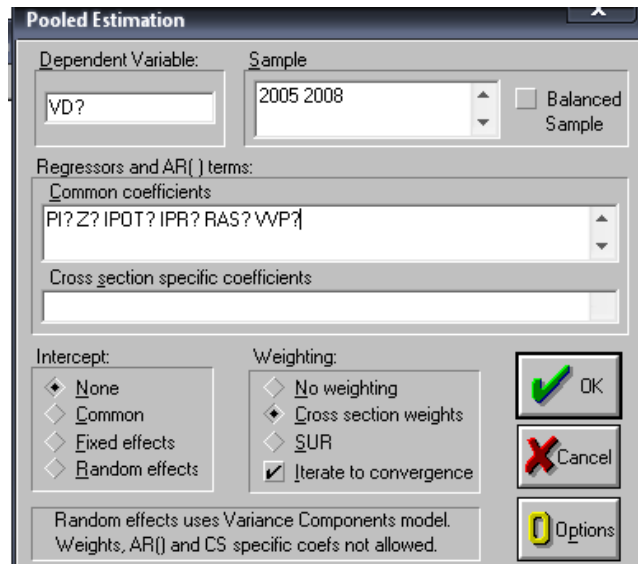 Pooled Estimation
Dependent Variable:
VD?
Sample
2005 2008
Balanced
Sample
Regressors and AR( ) terms:
Common coefficients
PI? Z? IPOT? IPR? RAS? VVP?
Cross section specific coefficients
Intercept:
None
Common
Fixed effects
Random effects
Weighting:
No weighting
Cross section weights
SUR
Iterate to convergence
OK
Cancel
Options
Random effects uses Variance Components model.
Weights, AR() and CS specific coefs not allowed.